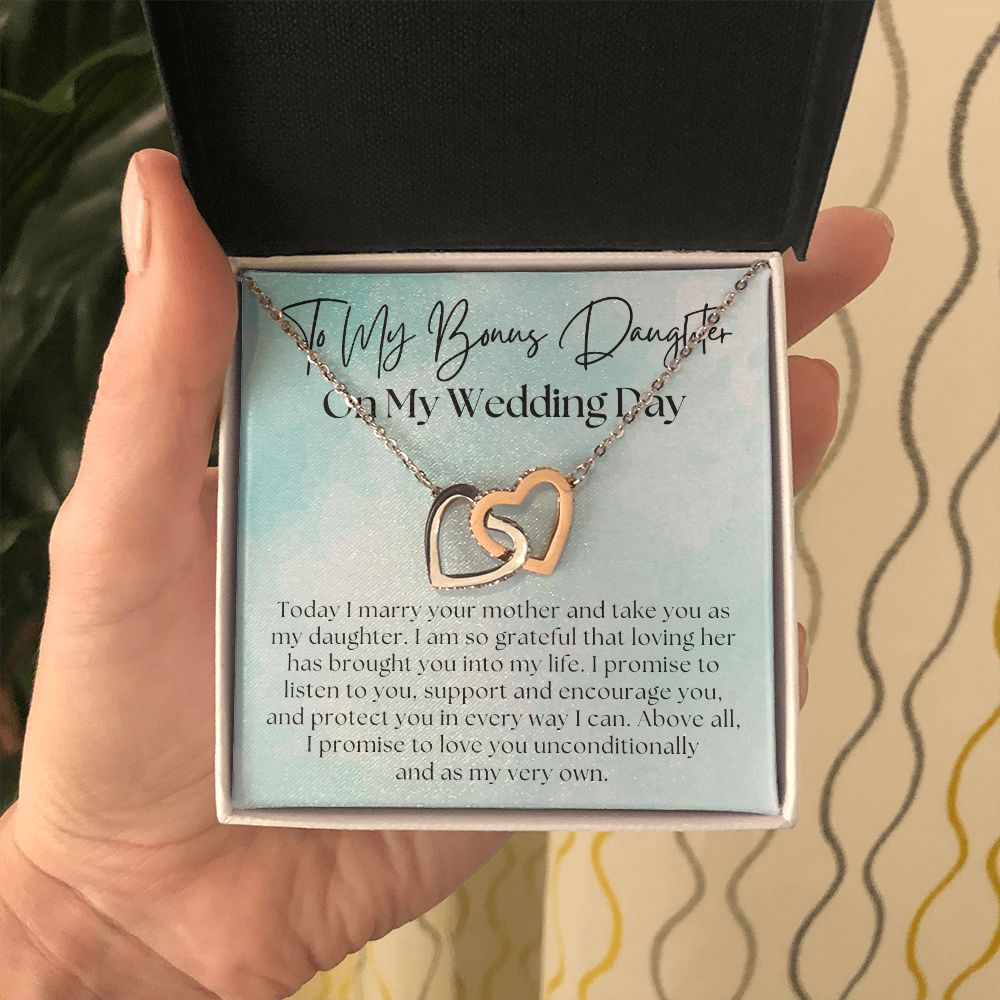 To My Bonus Daughter
On My Wedding Day
Today I marry your mother and take you as
my daughter. I am so grateful that loving her
has brought you into my life. I promise to
listen to you, support and encourage you,
and protect you in every way I can. Above all,
I promise to love you unconditionally
and as my very own.